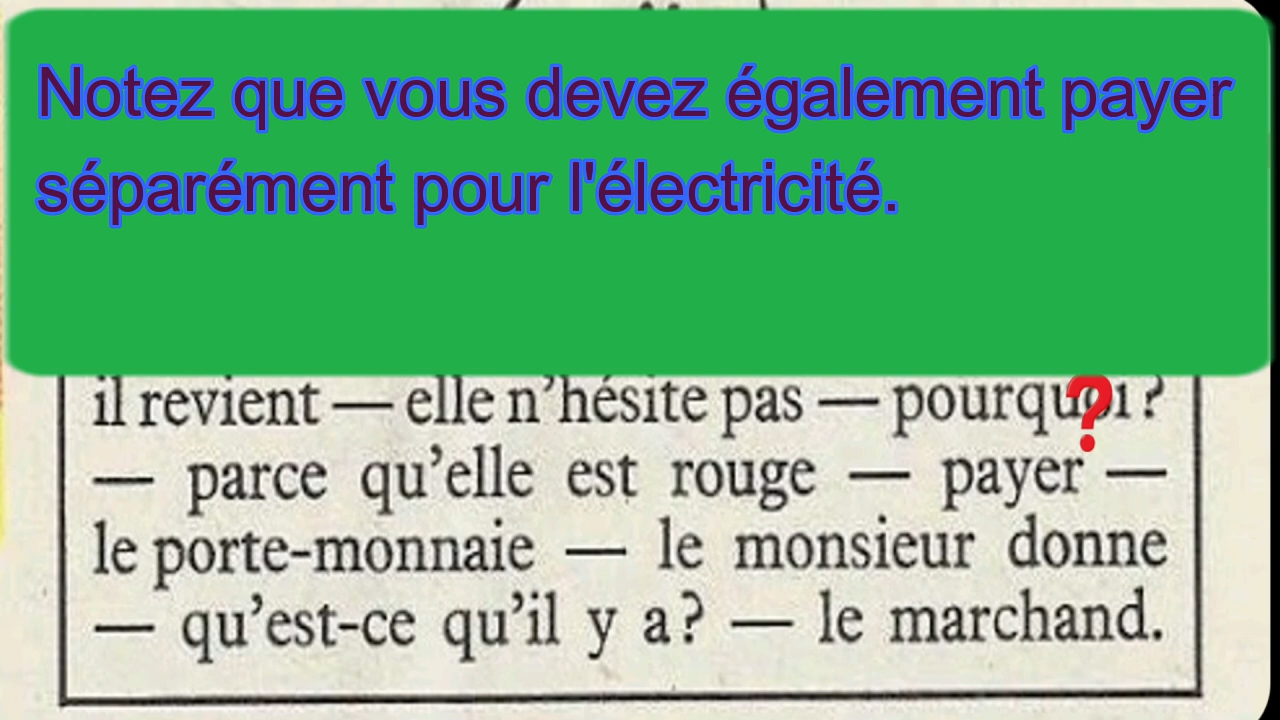 Notez que vous devez également payer
séparément pour l'électricité.
il revient — elle n'hésite pas — pourquoi ?
— parce qu'elle est rouge — payer —
le porte-monnaie — le monsieur donne
— qu'est-ce qu'il y a ? — le marchand.